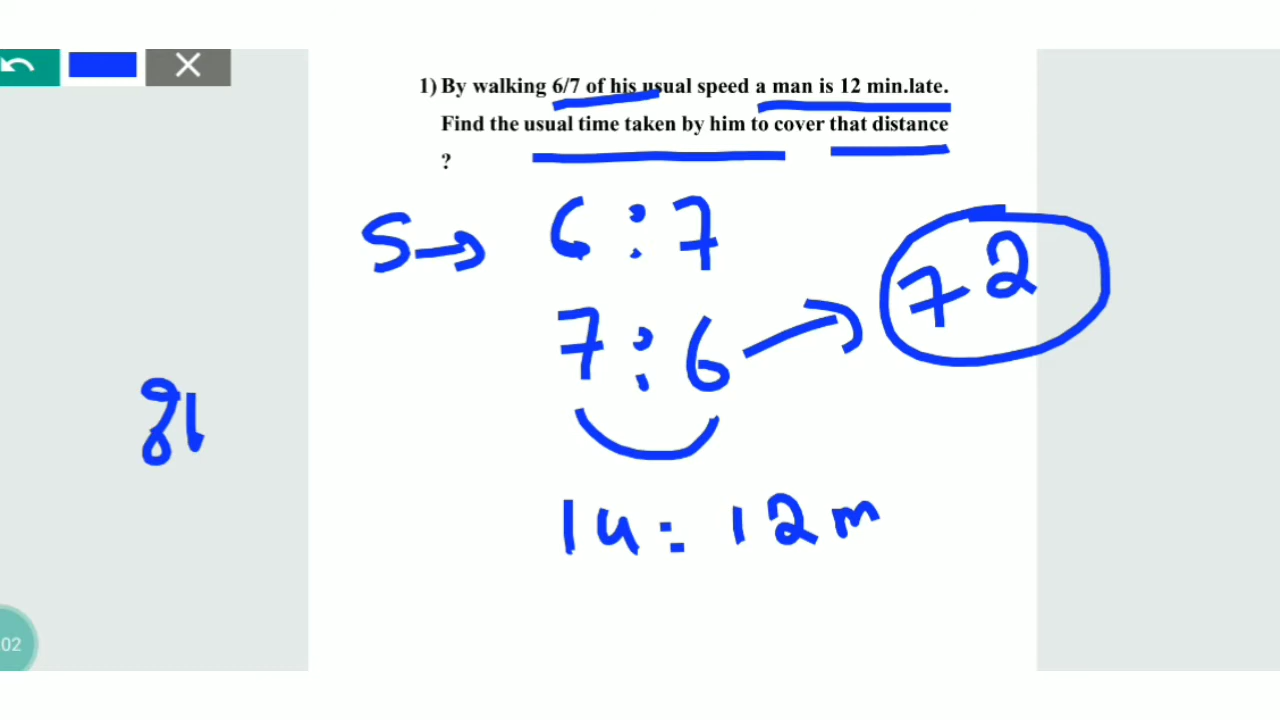 1) By walking 6/7 of his usual speed a man is 12 min.late.
Find the usual time taken by him to cover that distance
?
S → 6 : 7
7 : 6 → 72
1u = 12m
02